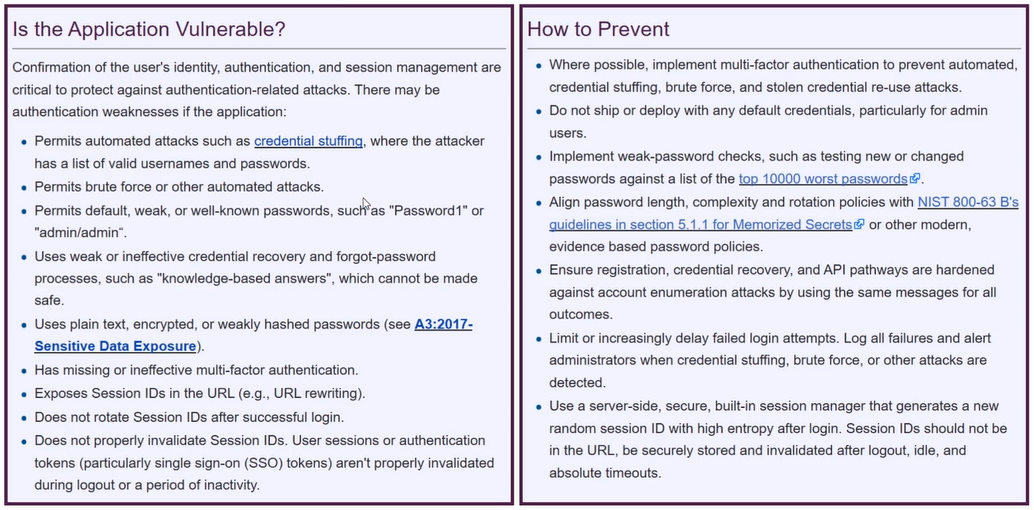 Is the Application Vulnerable?
Confirmation of the user's identity, authentication, and session management are
critical to protect against authentication-related attacks. There may be
authentication weaknesses if the application:
• Permits automated attacks such as credential stuffing, where the attacker
has a list of valid usernames and passwords.
• Permits brute force or other automated attacks.
• Permits default, weak, or well-known passwords, such as "Password1" or
"admin/admin“.
• Uses weak or ineffective credential recovery and forgot-password
processes, such as "knowledge-based answers", which cannot be made
safe.
• Uses plain text, encrypted, or weakly hashed passwords (see A3:2017-
Sensitive Data Exposure).
• Has missing or ineffective multi-factor authentication.
• Exposes Session IDs in the URL (e.g., URL rewriting).
• Does not rotate Session IDs after successful login.
• Does not properly invalidate Session IDs. User sessions or authentication
tokens (particularly single sign-on (SSO) tokens) aren't properly invalidated
during logout or a period of inactivity.
How to Prevent
• Where possible, implement multi-factor authentication to prevent automated,
credential stuffing, brute force, and stolen credential re-use attacks.
• Do not ship or deploy with any default credentials, particularly for admin
users.
• Implement weak-password checks, such as testing new or changed
passwords against a list of the top 10000 worst passwords.
• Align password length, complexity and rotation policies with NIST 800-63 B's
guidelines in section 5.1.1 for Memorized Secrets or other modern,
evidence based password policies.
• Ensure registration, credential recovery, and API pathways are hardened
against account enumeration attacks by using the same messages for all
outcomes.
• Limit or increasingly delay failed login attempts. Log all failures and alert
administrators when credential stuffing, brute force, or other attacks are
detected.
• Use a server-side, secure, built-in session manager that generates a new
random session ID with high entropy after login. Session IDs should not be
in the URL, be securely stored and invalidated after logout, idle, and
absolute timeouts.